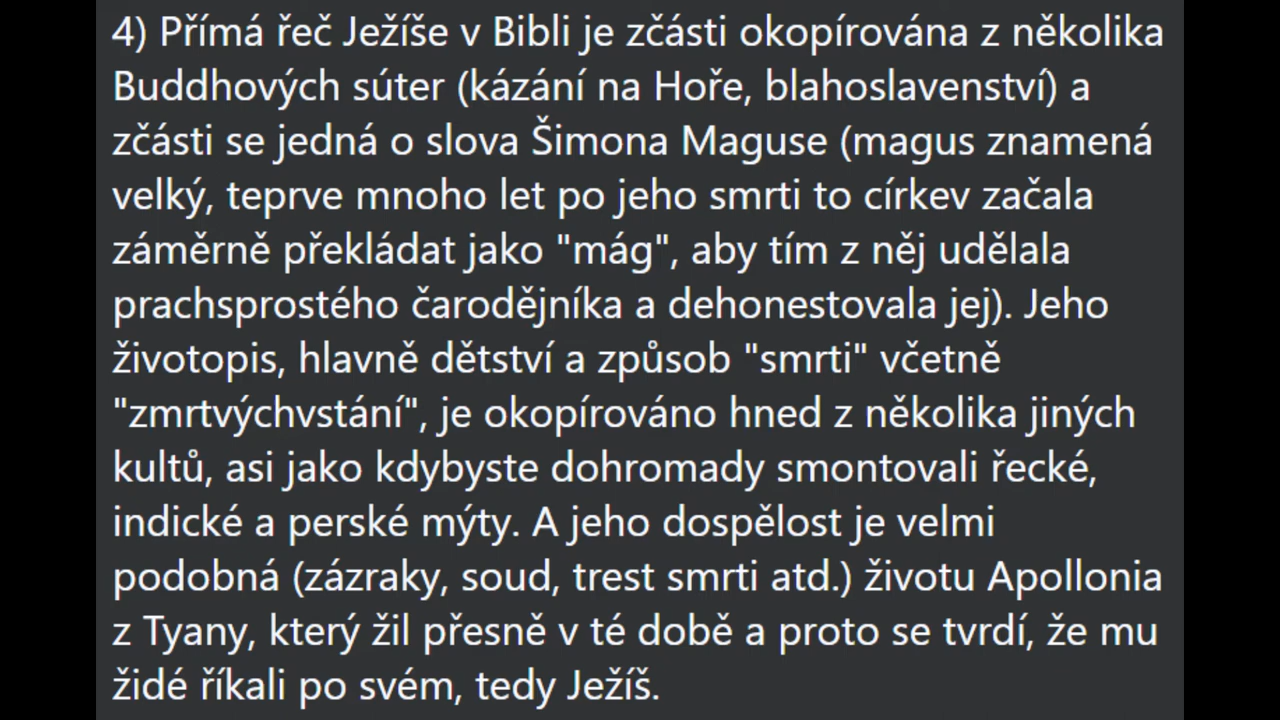 4) Přímá řeč Ježíše v Bibli je zčásti okopírována z několika
Buddhových súter (kázání na Hoře, blahoslavenství) a
zčásti se jedná o slova Šimona Maguse (magus znamená
velký, teprve mnoho let po jeho smrti to církev začala
záměrně překládat jako "mág", aby tím z něj udělala
prachsprostého čarodějníka a dehonestovala jej). Jeho
životopis, hlavně dětství a způsob "smrti" včetně
"zmrtvýchvstání", je okopírováno hned z několika jiných
kultů, asi jako kdybyste dohromady smontovali řecké,
indické a perské mýty. A jeho dospělost je velmi
podobná (zázraky, soud, trest smrti atd.) životu Apollonia
z Tyany, který žil přesně v té době a proto se tvrdí, že mu
židé říkali po svém, tedy Ježíš.